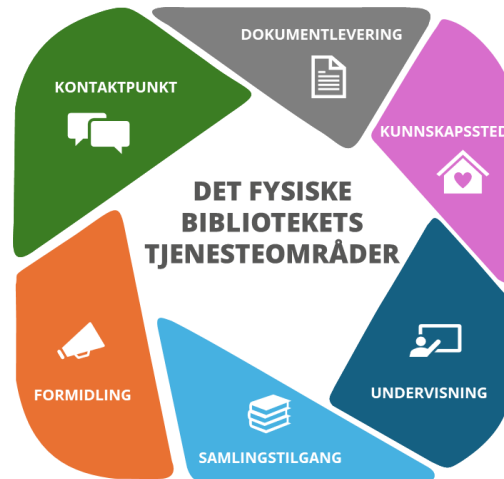 DOKUMENTLEVERING
KONTAKTPUNKT
KUNNSKAPSSTED
DET FYSISKE
BIBLIOTEKETS
TJENESTEOMRÅDER
FORMIDLING
UNDERVISNING
SAMLINGSTILGANG